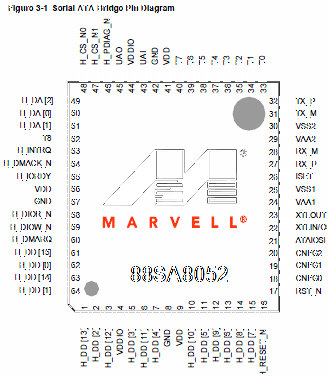 Figure 3-1 Serial ATA Bridge Pin Diagram
H_CS_N0
H_CS_N1
H_PDIAG_N
UAO
VDDIO
UAI
GND
VDD
T7
T6
T5
T4
T3
T2
T1
T0
48 47 46 45 44 43 42 41 40 39 38 37 36 35 34 33
H_DA [2] 49
H_DA [0] 50
H_DA [1] 51
T8 52
H_INTRQ 53
H_DMACK_N 54
H_IORDY 55
VDD 56
GND 57
H_DIOR_N 58
H_DIOW_N 59
H_DMARQ 60
H_DD [15] 61
H_DD [0] 62
H_DD [14] 63
H_DD [1] 64
32 TX_P
31 TX_M
30 VSS2
29 VAA2
28 RX_M
27 RX_P
26 ISET
25 VSS1
24 VAA1
23 XTLOUT
22 XTLIN/OSC
21 ATAIOSEL
20 CNFG2
19 CNFG1
18 CNFG0
17 RST_N
MARVELL®
88SA8052
1 2 3 4 5 6 7 8 9 10 11 12 13 14 15 16
H_DD [13]
H_DD [2]
H_DD [12]
VDDIO
H_DD [3]
H_DD [11]
H_DD [4]
GND
VDD
H_DD [10]
H_DD [5]
H_DD [9]
H_DD [6]
H_DD [8]
H_DD [7]
H_RESET_N